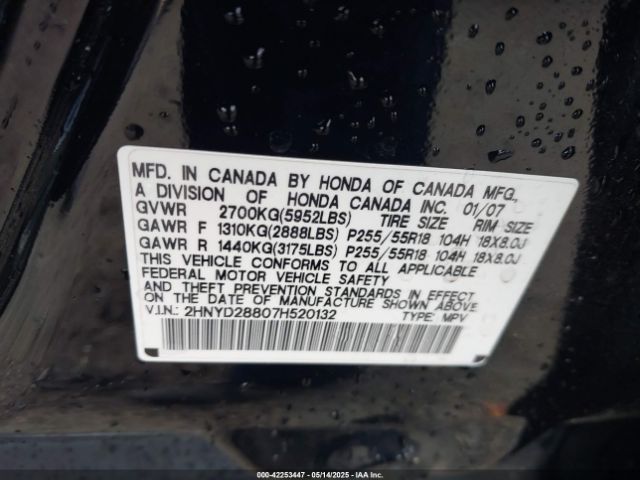 MFD. IN CANADA BY HONDA OF CANADA MFG.,
A DIVISION OF HONDA CANADA INC. 01/07
GVWR 2700KG(5952LBS) TIRE SIZE RIM SIZE
GAWR F 1310KG(2888LBS) P255/55R18 104H 18X8.0J
GAWR R 1440KG(3175LBS) P255/55R18 104H 18X8.0J
THIS VEHICLE CONFORMS TO ALL APPLICABLE
FEDERAL MOTOR VEHICLE SAFETY
AND THEFT PREVENTION STANDARDS IN EFFECT
ON THE DATE OF MANUFACTURE SHOWN ABOVE.
V.I.N.: 2HNYD28807H520132 TYPE: MPV
000-42253447 - 05/14/2025 - IAA Inc.